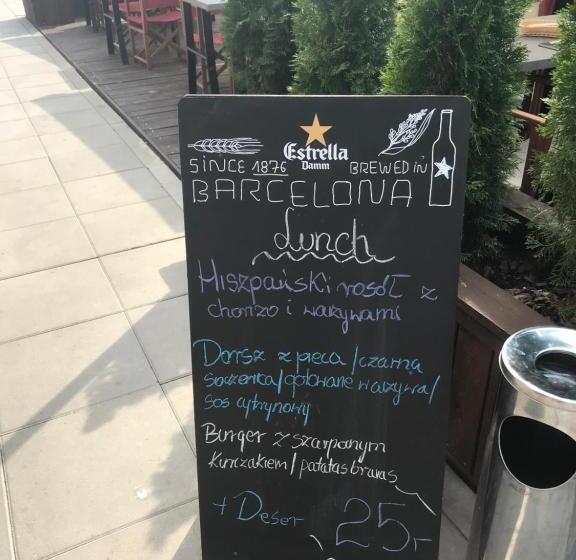 Estrella
Damm
SINCE 1876 BREWED IN
BARCELONA
Lunch
Hiszpański rosół z
chorizo i warzywami
Dorsz z pieca / czarna
soczewica / gotowane warzywa /
sos cytrynowy
Burger z szarpanym
kurczakiem / patatas bravas
+ Deser 25